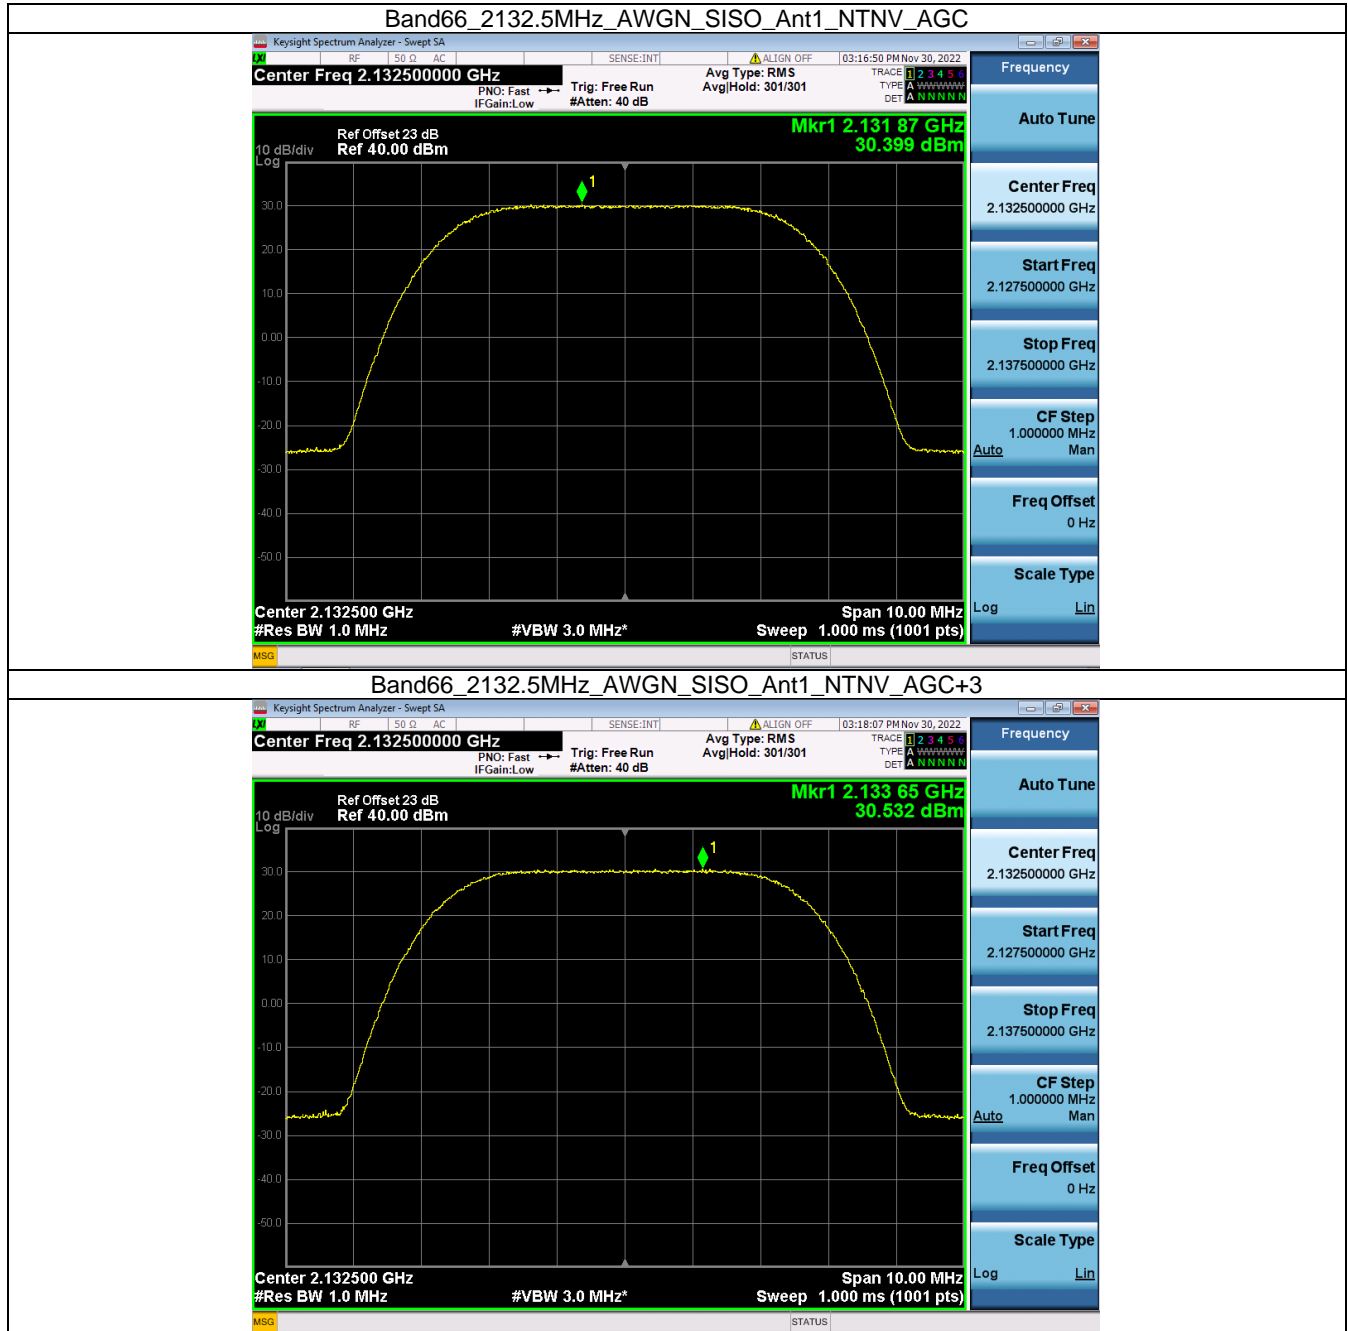 Band66_2132.5MHz_AWGN_SISO_Ant1_NTNV_AGC
Keysight Spectrum Analyzer - Swept SA
LXI RF 50 Ω AC SENSE:INT ALIGN OFF 03:16:50 PM Nov 30, 2022
Center Freq 2.132500000 GHz
PNO: Fast
IFGain:Low
Trig: Free Run
#Atten: 40 dB
Avg Type: RMS
Avg|Hold: 301/301
TRACE 1 2 3 4 5 6
TYPE A WWWWW
DET A N N N N N
Frequency
Mkr1 2.131 87 GHz
30.399 dBm
Ref Offset 23 dB
10 dB/div Ref 40.00 dBm
Log
1
30.0
20.0
10.0
0.00
-10.0
-20.0
-30.0
-40.0
-50.0
Center 2.132500 GHz Span 10.00 MHz
#Res BW 1.0 MHz #VBW 3.0 MHz* Sweep 1.000 ms (1001 pts)
MSG STATUS
Auto Tune
Center Freq
2.132500000 GHz
Start Freq
2.127500000 GHz
Stop Freq
2.137500000 GHz
CF Step
1.000000 MHz
Auto Man
Freq Offset
0 Hz
Scale Type
Log Lin
Band66_2132.5MHz_AWGN_SISO_Ant1_NTNV_AGC+3
Keysight Spectrum Analyzer - Swept SA
LXI RF 50 Ω AC SENSE:INT ALIGN OFF 03:18:07 PM Nov 30, 2022
Center Freq 2.132500000 GHz
PNO: Fast
IFGain:Low
Trig: Free Run
#Atten: 40 dB
Avg Type: RMS
Avg|Hold: 301/301
TRACE 1 2 3 4 5 6
TYPE A WWWWW
DET A N N N N N
Frequency
Mkr1 2.133 65 GHz
30.532 dBm
Ref Offset 23 dB
10 dB/div Ref 40.00 dBm
Log
1
30.0
20.0
10.0
0.00
-10.0
-20.0
-30.0
-40.0
-50.0
Center 2.132500 GHz Span 10.00 MHz
#Res BW 1.0 MHz #VBW 3.0 MHz* Sweep 1.000 ms (1001 pts)
MSG STATUS
Auto Tune
Center Freq
2.132500000 GHz
Start Freq
2.127500000 GHz
Stop Freq
2.137500000 GHz
CF Step
1.000000 MHz
Auto Man
Freq Offset
0 Hz
Scale Type
Log Lin